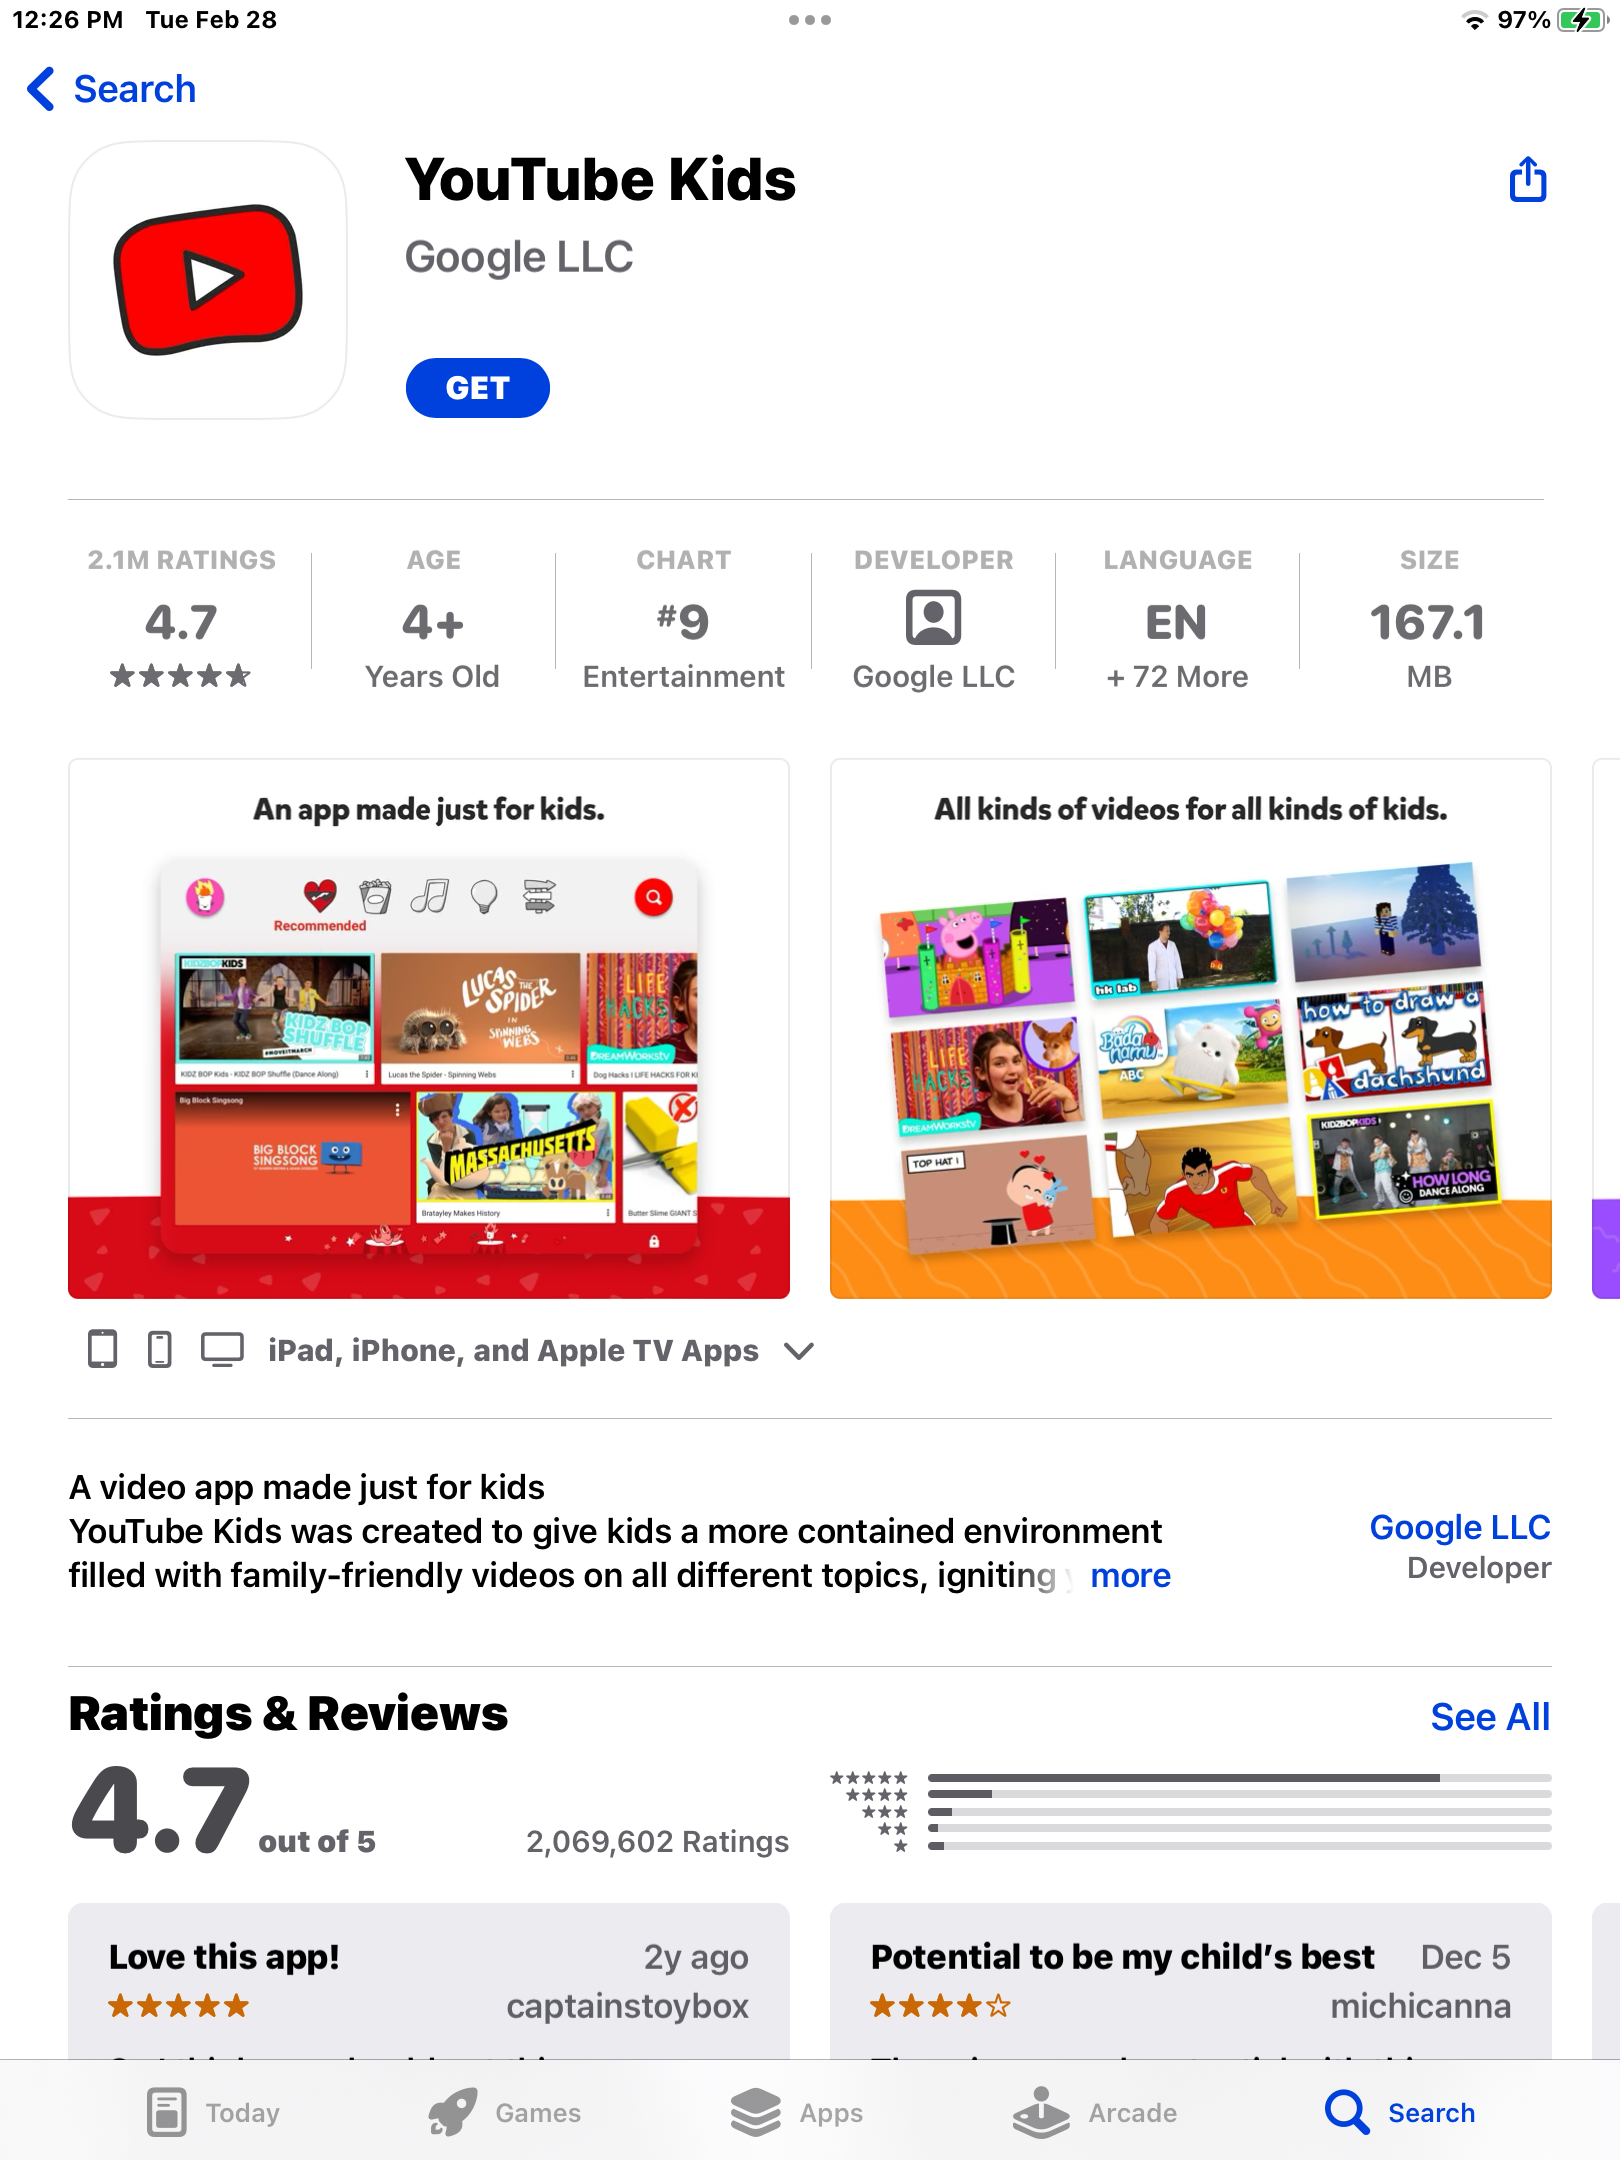 12:26 PM Tue Feb 28
97%
Search
YouTube Kids
Google LLC
GET
2.1M RATINGS
4.7
AGE
4+
Years Old
CHART
#9
Entertainment
DEVELOPER
Google LLC
LANGUAGE
EN
+ 72 More
SIZE
167.1
MB
An app made just for kids.
Recommended
KIDZBOPKIDS
KIDZ BOP
SHUFFLE
#MOVEITMARCH
KIDZ BOP Kids - KIDZ BOP Shuffle (Dance Along)
LUCAS
THE
SPIDER
IN
SPINNING
WEBS
Lucas the Spider - Spinning Webs
LIFE
HACKS
DREAMWORKSTV
Dog Hacks I LIFE HACKS FOR KI
Big Block Singsong
BIG BLOCK
SINGSONG
MASSACHUSETTS
Bratayley Makes History
Butter Slime GIANT S
All kinds of videos for all kinds of kids.
hk lab
LIFE
HACKS
DREAMWORKSTV
Bada
namu
ABC
how to draw a
dachshund
TOP HAT!
KIDZBOPKIDS
HOW LONG
DANCE ALONG
iPad, iPhone, and Apple TV Apps
A video app made just for kids
YouTube Kids was created to give kids a more contained environment
filled with family-friendly videos on all different topics, igniting more
Google LLC
Developer
Ratings & Reviews
See All
4.7 out of 5
2,069,602 Ratings
Love this app!
2y ago
captainstoybox
Potential to be my child's best
Dec 5
michicanna
Today
Games
Apps
Arcade
Search